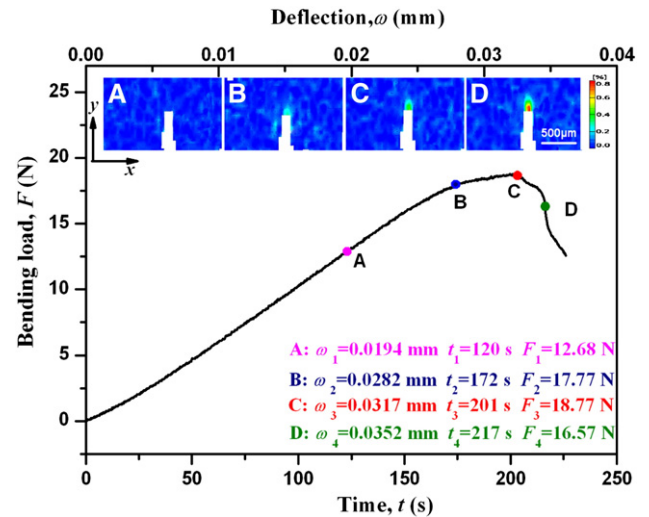 Deflection, ω (mm)
0.00 0.01 0.02 0.03 0.04
A B C D
[%]
0.8
0.6
0.4
0.2
0.0
500μm
y
x
25
20
15
10
5
0
Bending load, F (N)
A
B
C
D
A: ω₁=0.0194 mm t₁=120 s F₁=12.68 N
B: ω₂=0.0282 mm t₂=172 s F₂=17.77 N
C: ω₃=0.0317 mm t₃=201 s F₃=18.77 N
D: ω₄=0.0352 mm t₄=217 s F₄=16.57 N
0 50 100 150 200 250
Time, t (s)